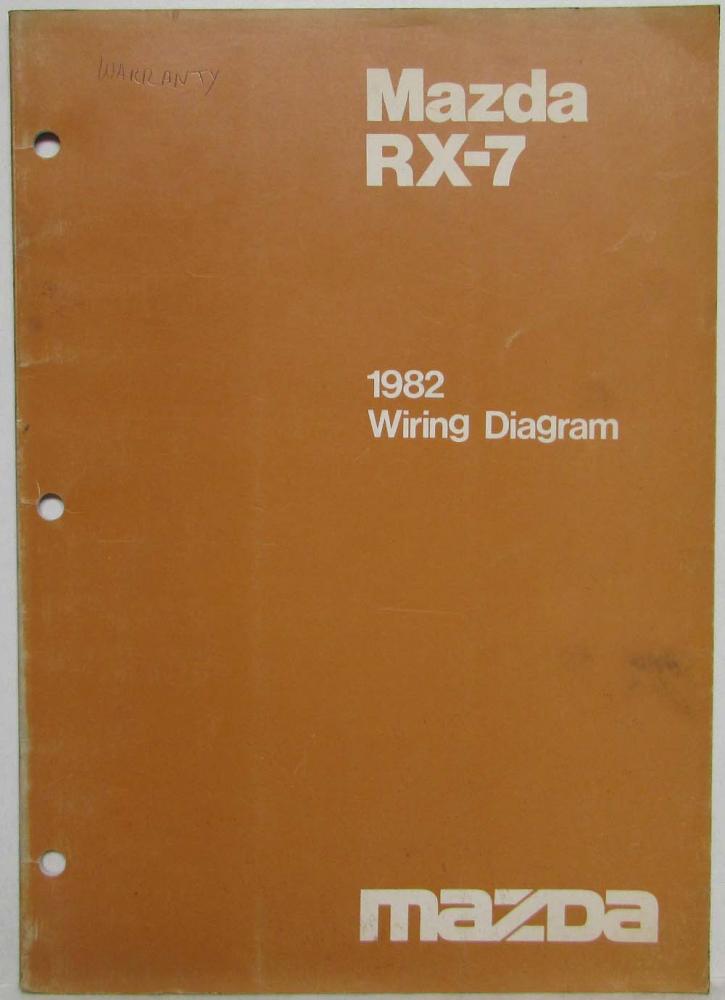 WARRANTY
Mazda
RX-7
1982
Wiring Diagram
mazDa